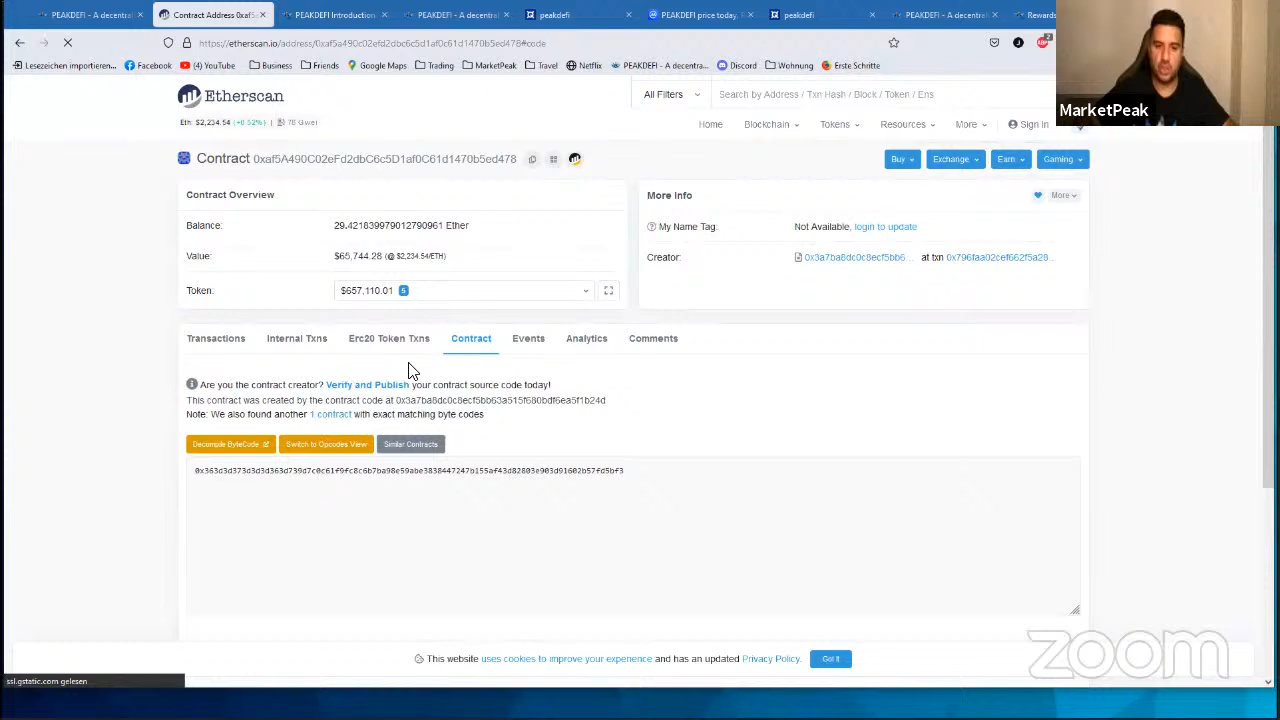 PEAKDEFI - A decentral
Contract Address 0xaf5a
PEAKDEFI Introduction
PEAKDEFI - A decentral
peakdefi
PEAKDEFI price today,
peakdefi
PEAKDEFI - A decentral
Rewards
https://etherscan.io/address/0xaf5a490c02efd2dbc6c5d1af0c61d1470b5ed478#code
Lesezeichen importieren... Facebook (4) YouTube Business Friends Google Maps Trading MarketPeak Travel Netflix PEAKDEFI - A decentra... Discord Wohnung Erste Schritte
MarketPeak
Etherscan
All Filters
Search by Address / Txn Hash / Block / Token / Ens
Eth: $2,234.54 (+0.52%) | 78 Gwei
Home Blockchain Tokens Resources More Sign In
Contract 0xaf5A490C02eFd2dbC6c5D1af0C61d1470b5ed478
Buy Exchange Earn Gaming
Contract Overview
Balance: 29.421839979012790961 Ether
Value: $65,744.28 (@ $2,234.54/ETH)
Token: $657,110.01 5
More Info
More
My Name Tag: Not Available, login to update
Creator: 0x3a7ba8dc0c8ecf5bb6... at txn 0x796faa02cef662f5a28...
Transactions Internal Txns Erc20 Token Txns Contract Events Analytics Comments
Are you the contract creator? Verify and Publish your contract source code today!
This contract was created by the contract code at 0x3a7ba8dc0c8ecf5bb63a515f680bdf6ea5f1b24d
Note: We also found another 1 contract with exact matching byte codes
Decompile ByteCode Switch to Opcodes View Similar Contracts
0x363d3d373d3d3d363d739d7c0c61f9fc8c6b7ba98e59abe3838447247b155af43d82803e903d91602b57fd5bf3
This website uses cookies to improve your experience and has an updated Privacy Policy. Got It
zoom
ssl.gstatic.com gelesen